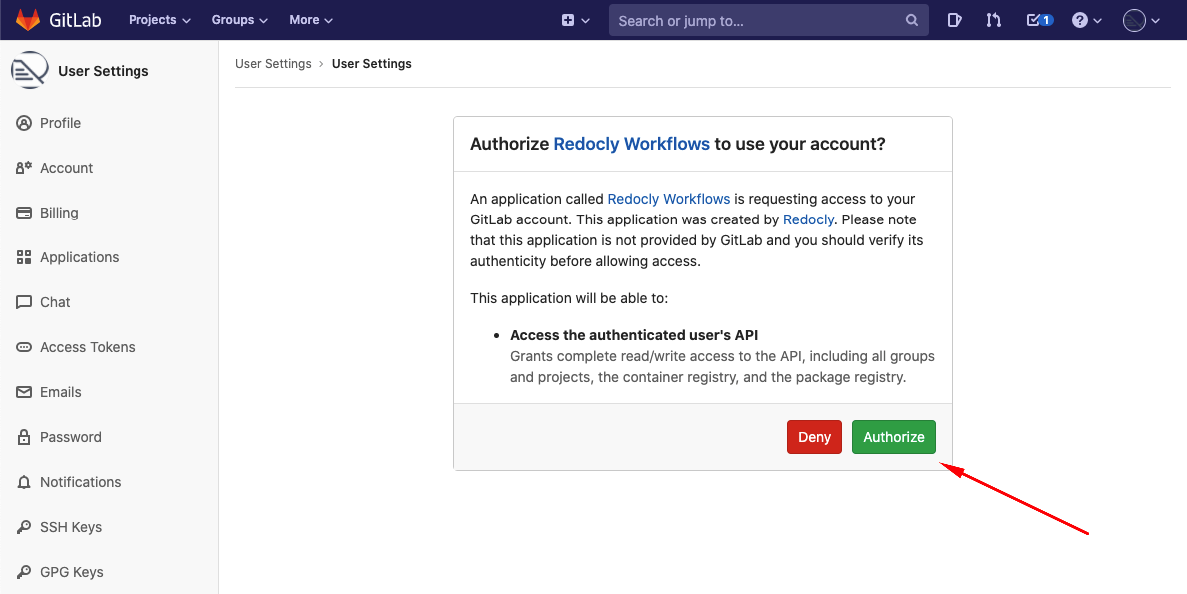 GitLab Projects Groups More Search or jump to... 1
User Settings
Profile
Account
Billing
Applications
Chat
Access Tokens
Emails
Password
Notifications
SSH Keys
GPG Keys
User Settings › User Settings
Authorize Redocly Workflows to use your account?
An application called Redocly Workflows is requesting access to your
GitLab account. This application was created by Redocly. Please note
that this application is not provided by GitLab and you should verify its
authenticity before allowing access.
This application will be able to:
• Access the authenticated user's API
Grants complete read/write access to the API, including all groups
and projects, the container registry, and the package registry.
Deny Authorize